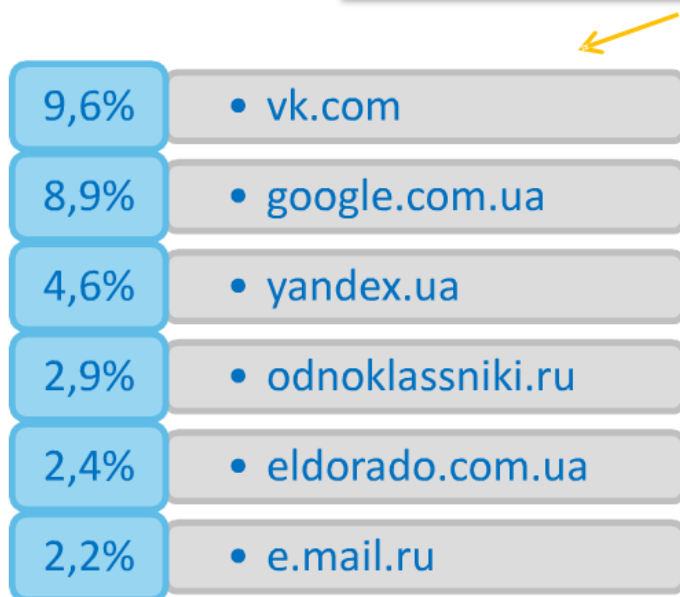 9,6% • vk.com
8,9% • google.com.ua
4,6% • yandex.ua
2,9% • odnoklassniki.ru
2,4% • eldorado.com.ua
2,2% • e.mail.ru